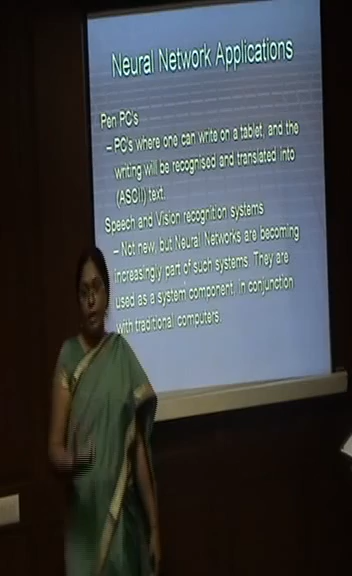 Neural Network Applications
Pen PC's
– PC's where one can write on a tablet, and the
writing will be recognised and translated into
(ASCII) text.
Speech and Vision recognition systems
– Not new, but Neural Networks are becoming
increasingly part of such systems. They are
used as a system component, in conjunction
with traditional computers.